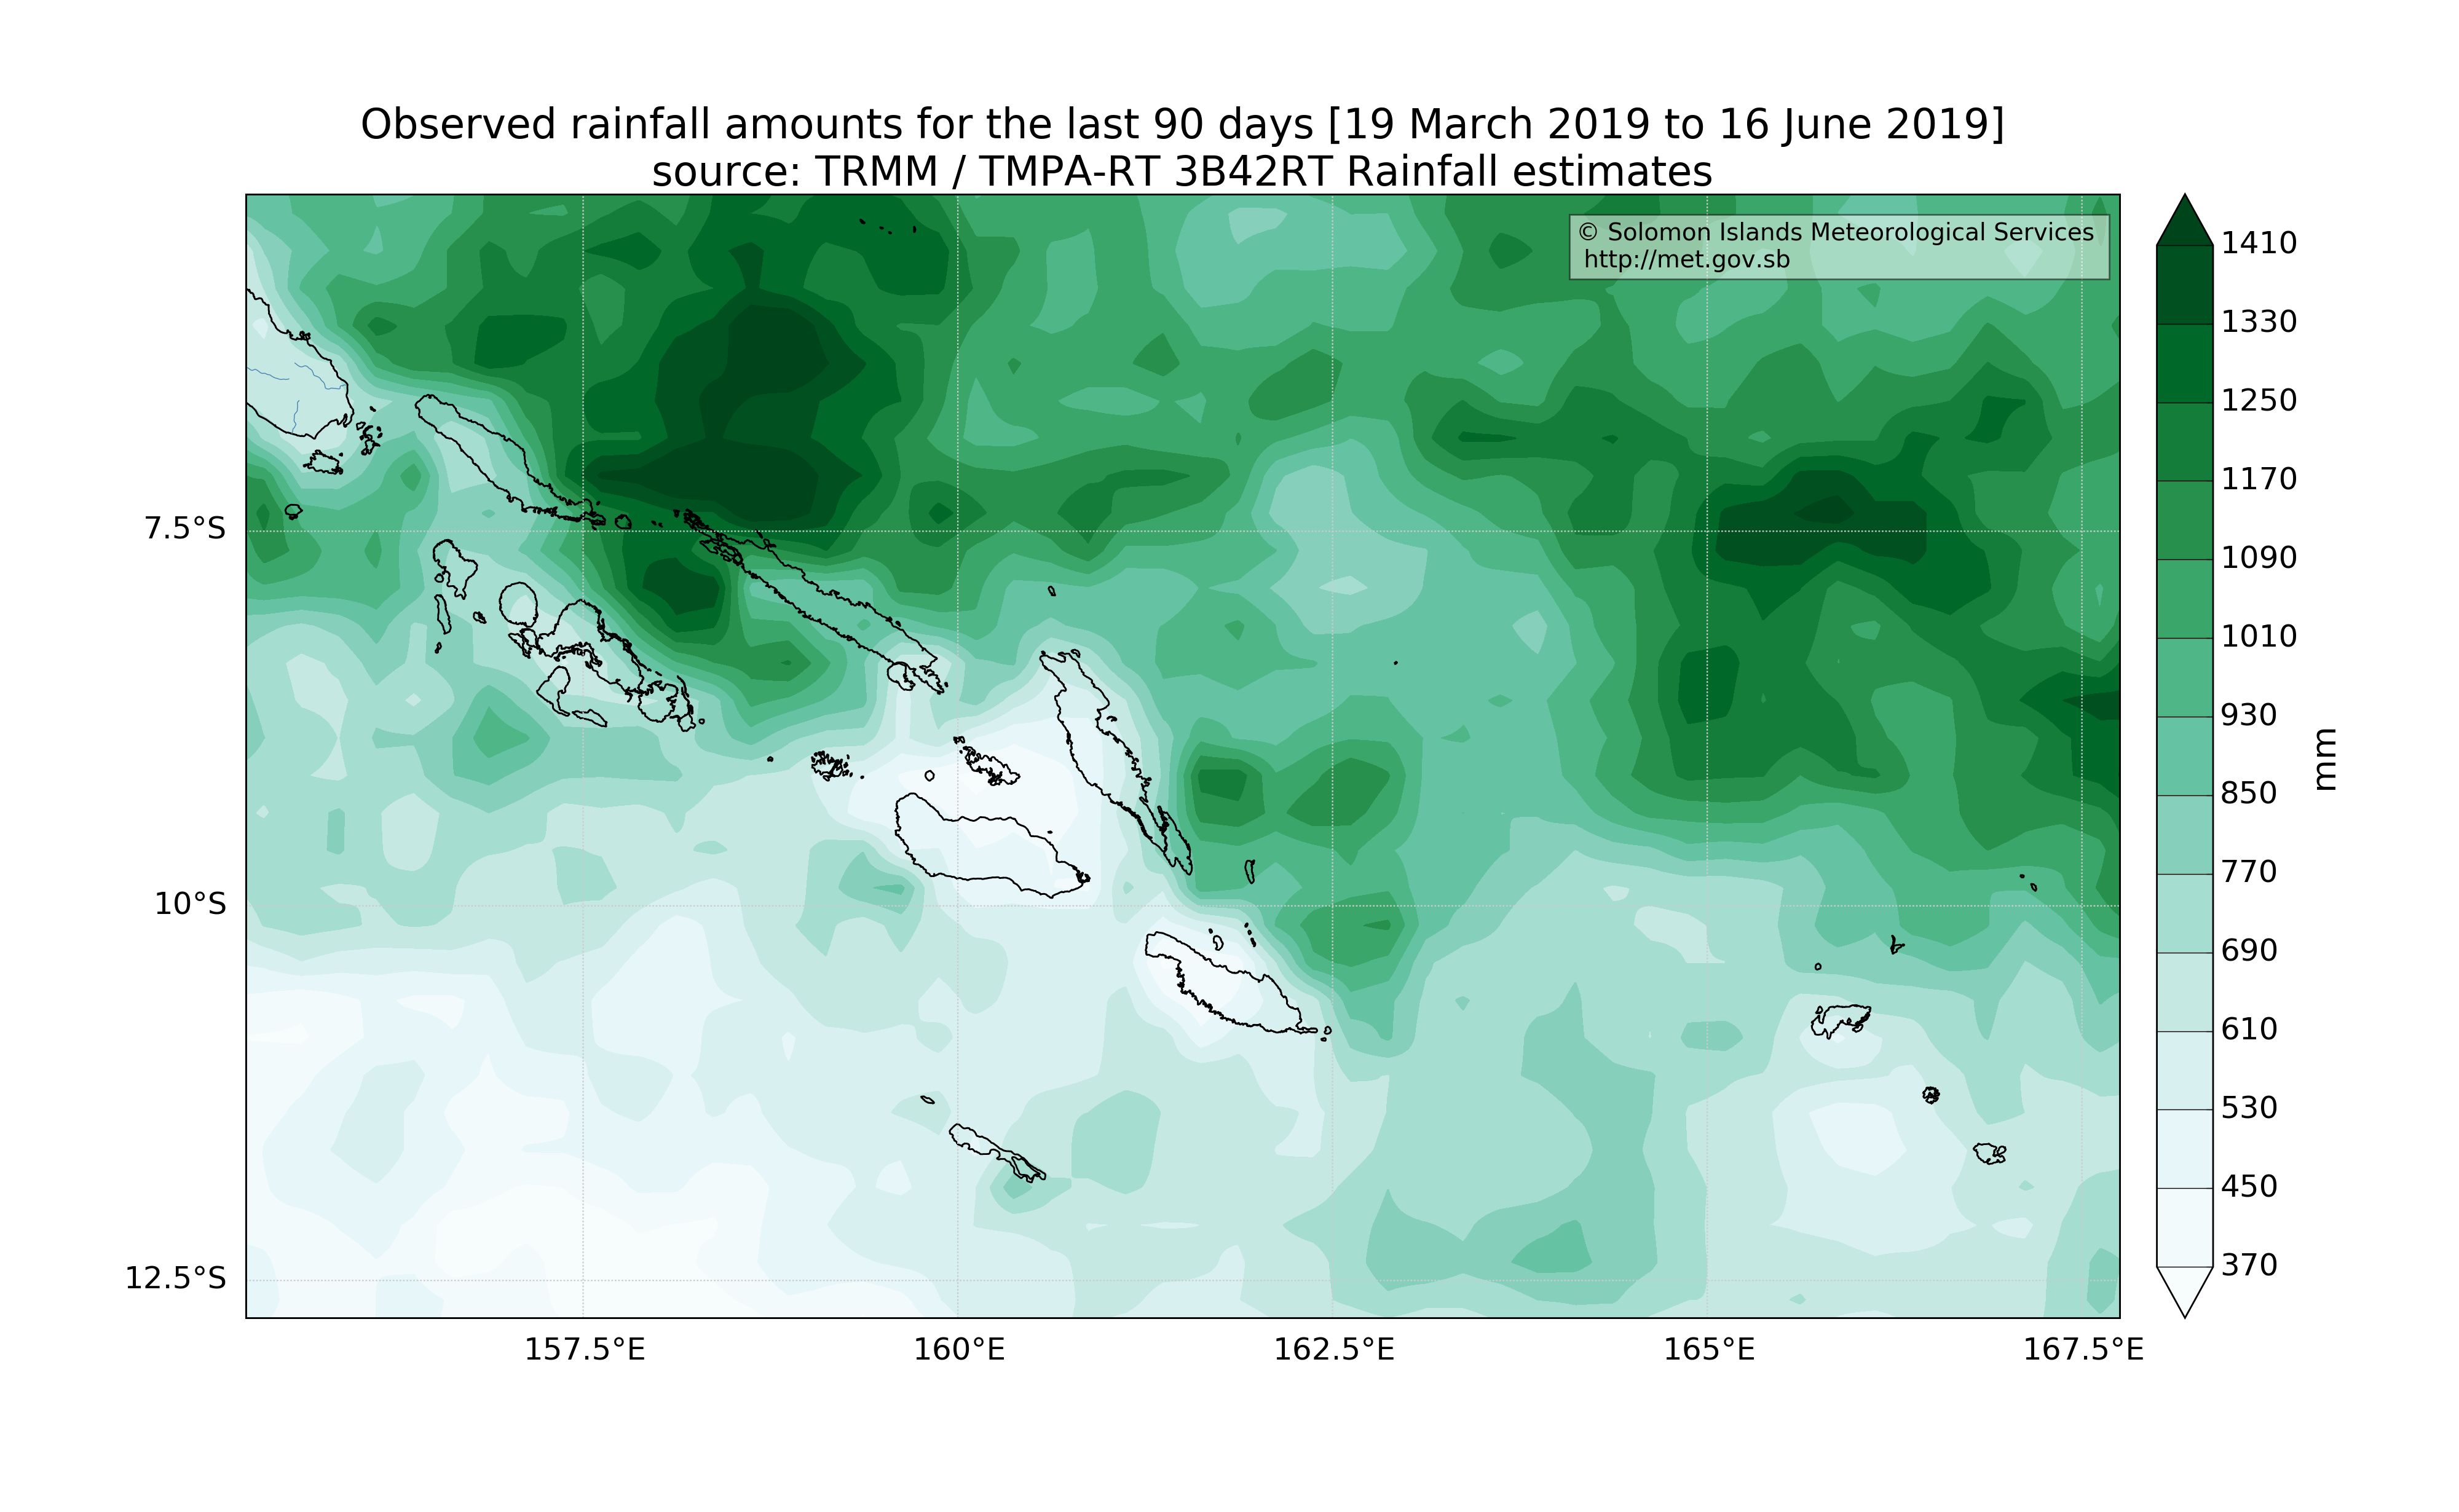 Observed rainfall amounts for the last 90 days [19 March 2019 to 16 June 2019]
source: TRMM / TMPA-RT 3B42RT Rainfall estimates
© Solomon Islands Meteorological Services
http://met.gov.sb
7.5°S
10°S
12.5°S
157.5°E
160°E
162.5°E
165°E
167.5°E
1410
1330
1250
1170
1090
1010
930
850
770
690
610
530
450
370
mm